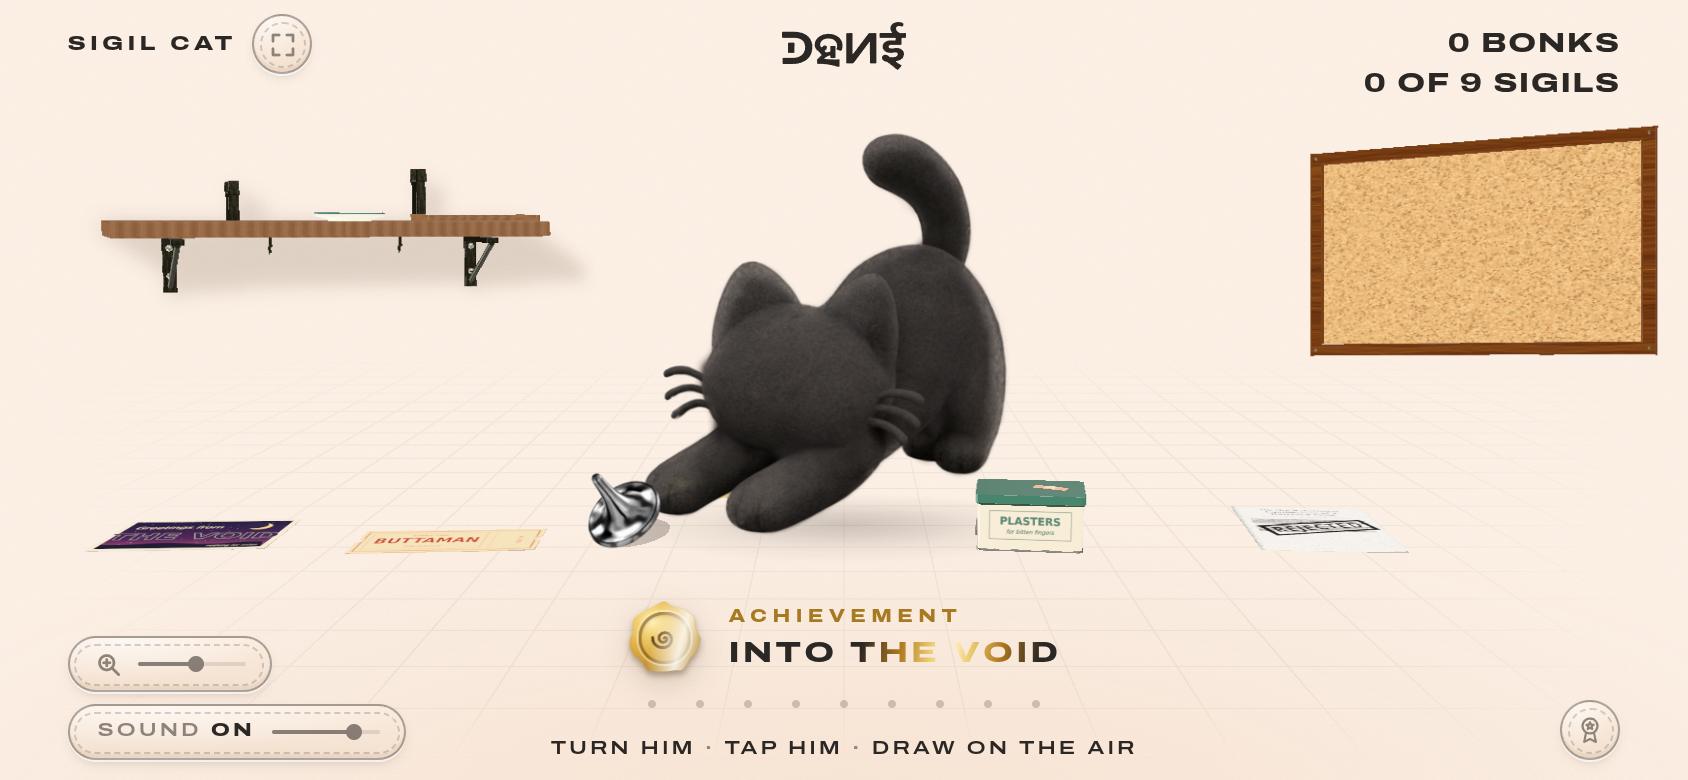 SIGIL CAT
0 BONKS
0 OF 9 SIGILS
Greetings from
THE VOID
BUTTAMAN
PLASTERS
for bitten fingers
REJECTED
ACHIEVEMENT
INTO THE VOID
SOUND ON
TURN HIM · TAP HIM · DRAW ON THE AIR